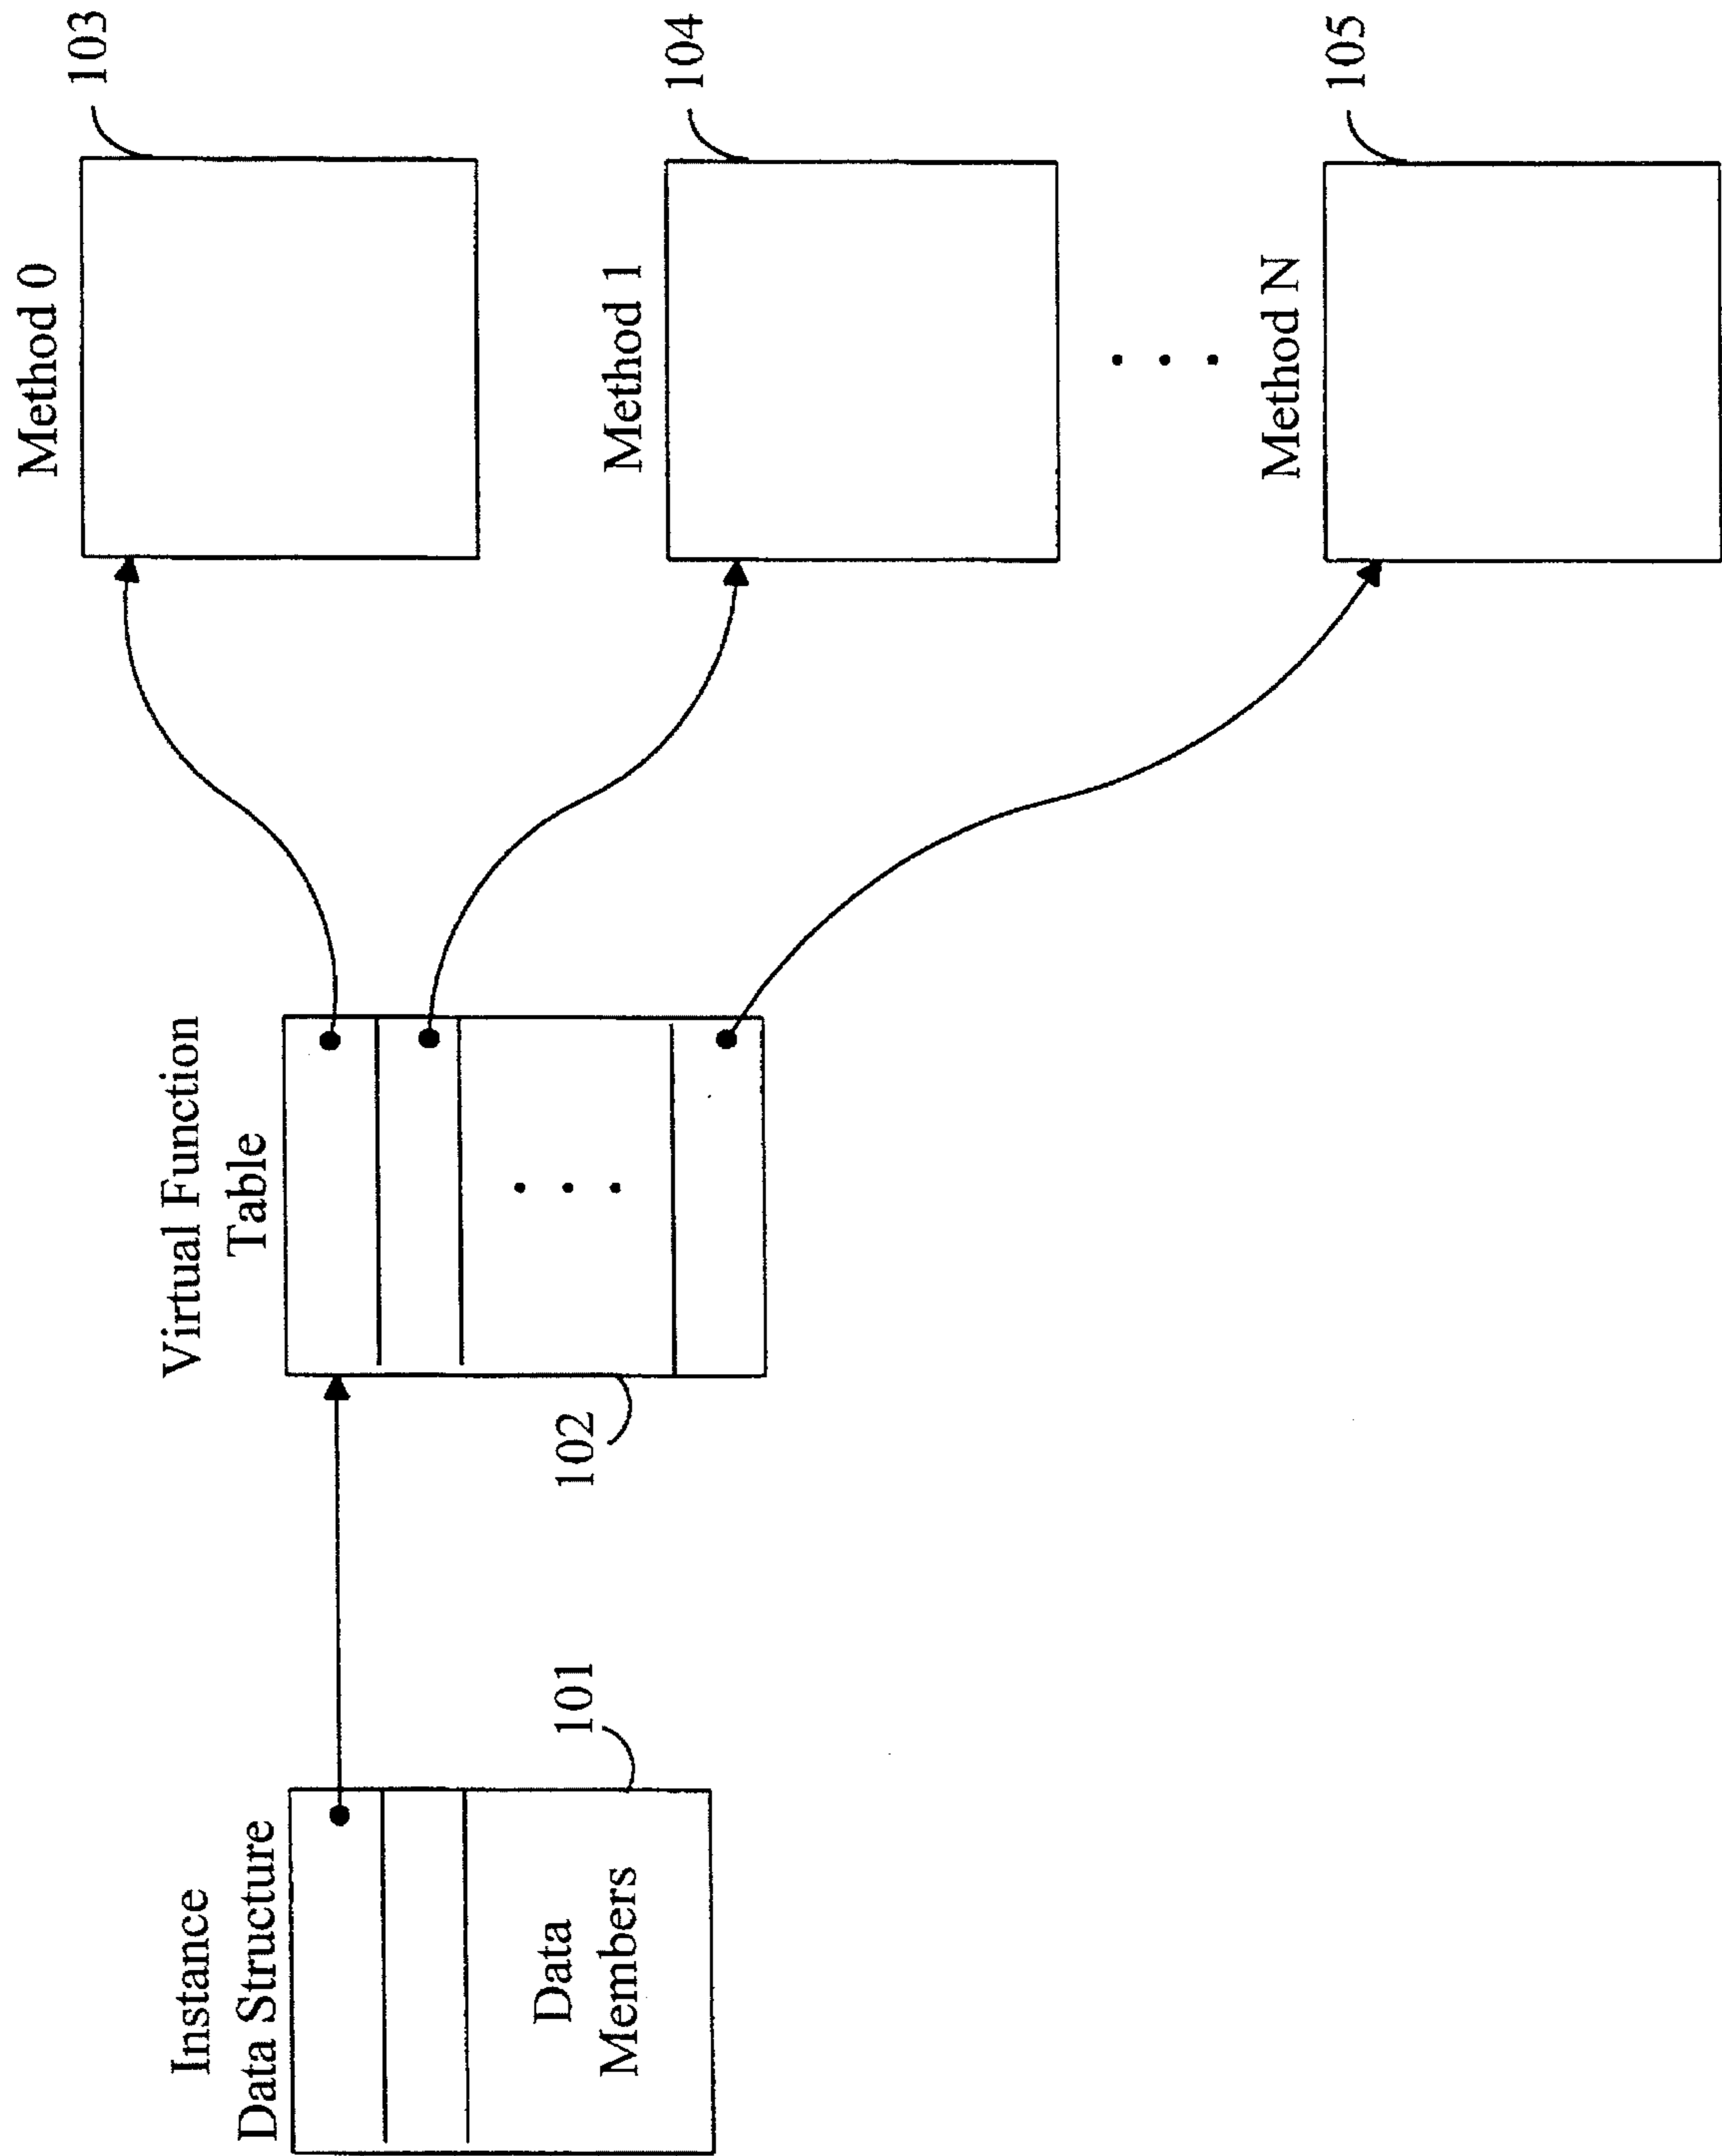 Instance
Data Structure
Data
Members
101
Virtual Function
Table
102
Method 0
103
Method 1
104
Method N
105